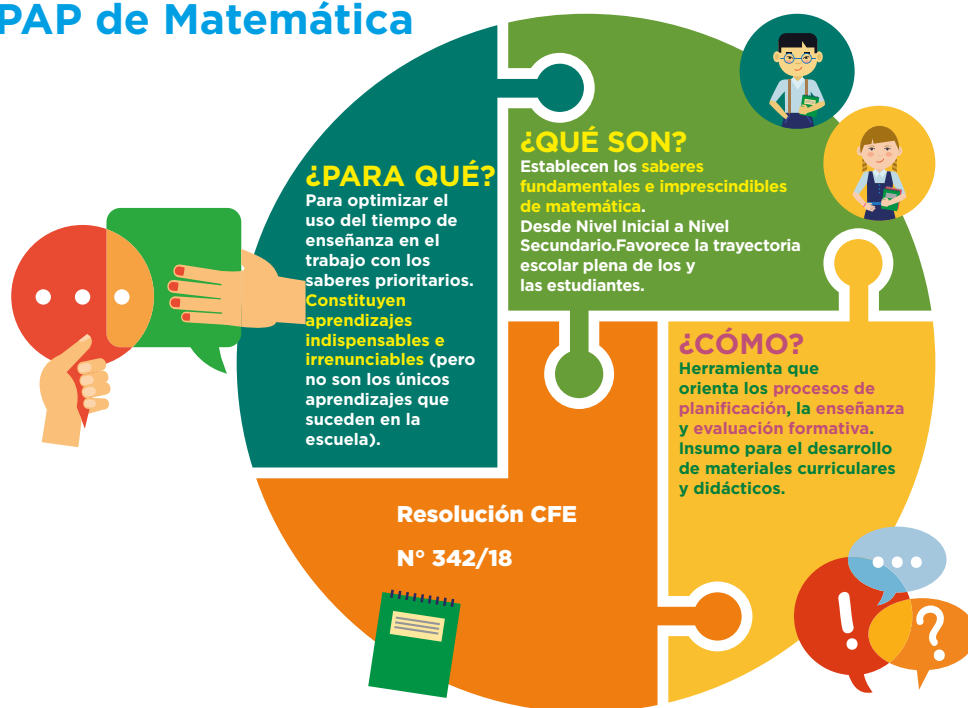 PAP de Matemática
¿PARA QUÉ?
Para optimizar el
uso del tiempo de
enseñanza en el
trabajo con los
saberes prioritarios.
Constituyen
aprendizajes
indispensables e
irrenunciables (pero
no son los únicos
aprendizajes que
suceden en la
escuela).
¿QUÉ SON?
Establecen los saberes
fundamentales e imprescindibles
de matemática.
Desde Nivel Inicial a Nivel
Secundario.Favorece la trayectoria
escolar plena de los y
las estudiantes.
¿CÓMO?
Herramienta que
orienta los procesos de
planificación, la enseñanza
y evaluación formativa.
Insumo para el desarrollo
de materiales curriculares
y didácticos.
Resolución CFE
N° 342/18